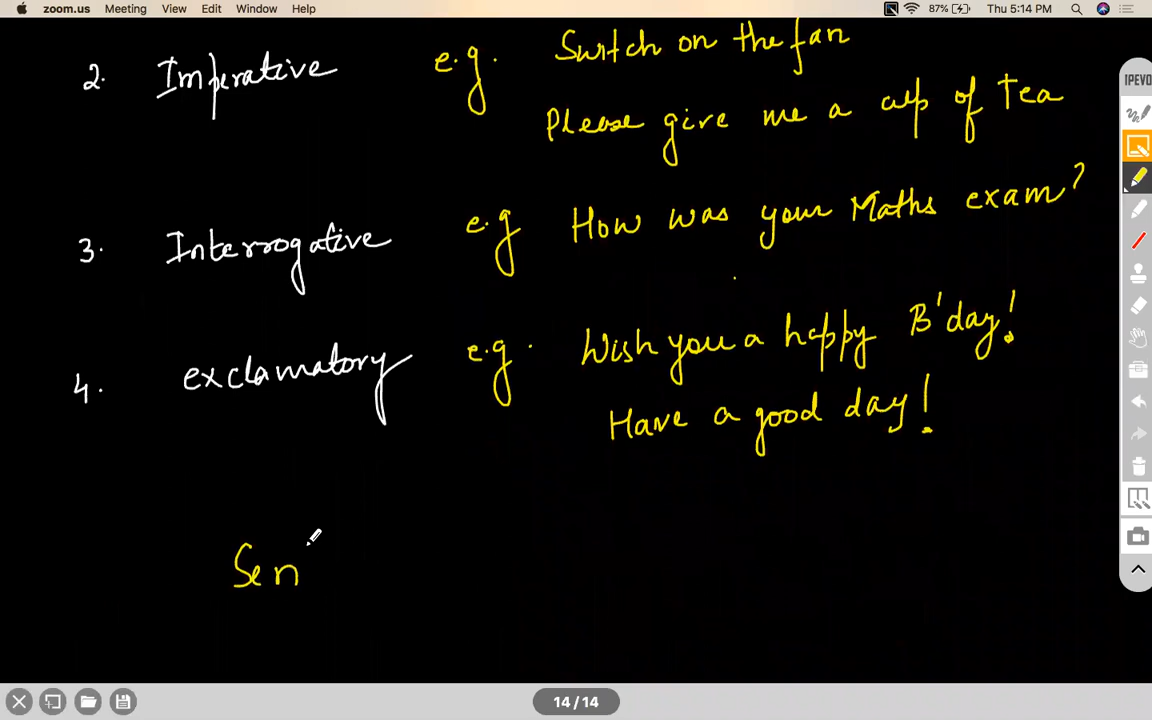 zoom.us Meeting View Edit Window Help 87% Thu 5:14 PM
2. Imperative e.g. Switch on the fan
Please give me a cup of tea
IPEVO
3. Interrogative e.g How was your Maths exam?
4. exclamatory e.g. Wish you a happy B'day!
Have a good day!
Sen
14 / 14